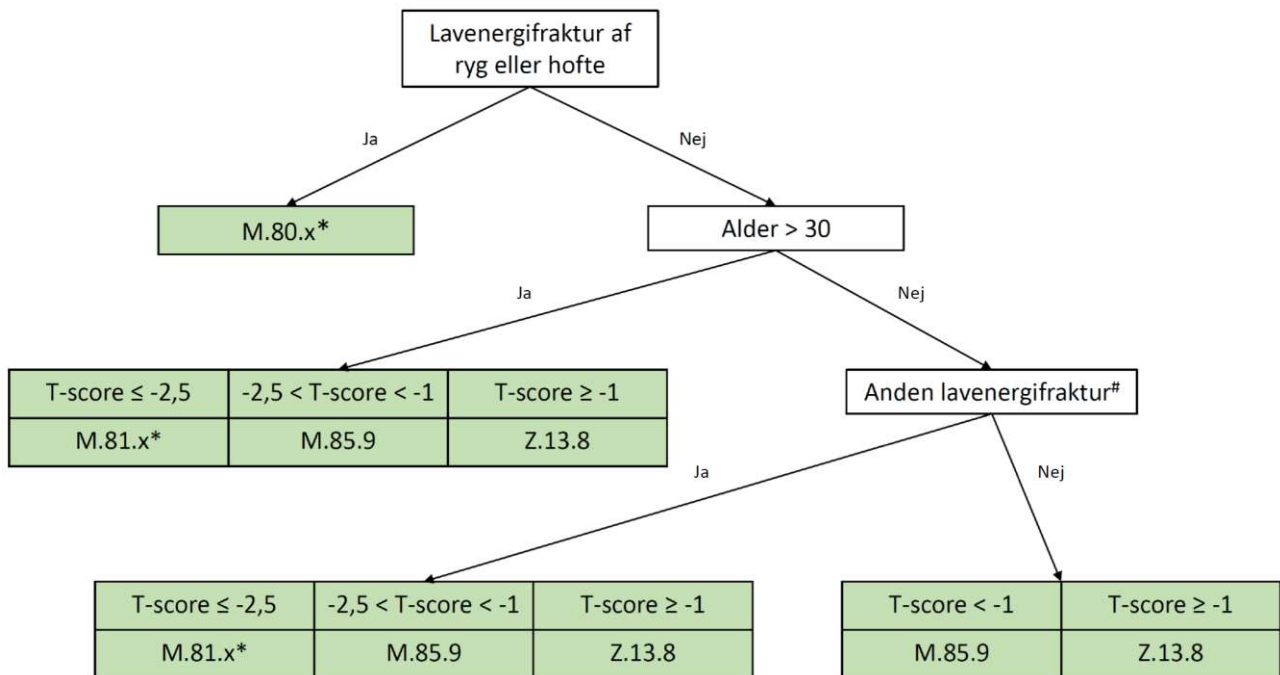 Lavenergifraktur af
ryg eller hofte
Ja
Nej
M.80.x*
Alder > 30
Ja
Nej
T-score ≤ -2,5
-2,5 < T-score < -1
T-score ≥ -1
M.81.x*
M.85.9
Z.13.8
Anden lavenergifraktur#
Ja
Nej
T-score ≤ -2,5
-2,5 < T-score < -1
T-score ≥ -1
M.81.x*
M.85.9
Z.13.8
T-score < -1
T-score ≥ -1
M.85.9
Z.13.8